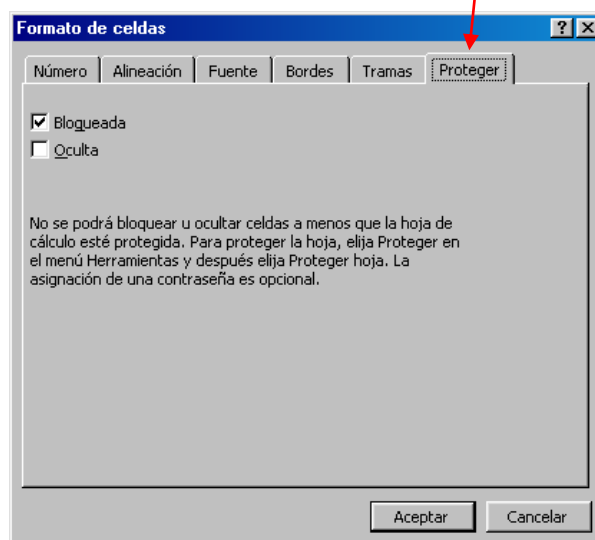 Formato de celdas
Número Alineación Fuente Bordes Tramas Proteger
Bloqueada
Oculta
No se podrá bloquear u ocultar celdas a menos que la hoja de
cálculo esté protegida. Para proteger la hoja, elija Proteger en
el menú Herramientas y después elija Proteger hoja. La
asignación de una contraseña es opcional.
Aceptar Cancelar